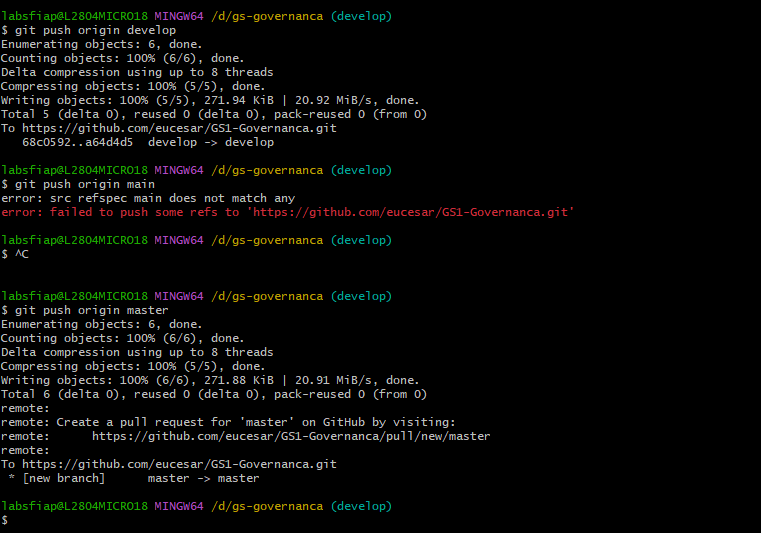 labsfiap@L2804MICRO18 MINGW64 /d/gs-governanca (develop)
$ git push origin develop
Enumerating objects: 6, done.
Counting objects: 100% (6/6), done.
Delta compression using up to 8 threads
Compressing objects: 100% (5/5), done.
Writing objects: 100% (5/5), 271.94 KiB | 20.92 MiB/s, done.
Total 5 (delta 0), reused 0 (delta 0), pack-reused 0 (from 0)
To https://github.com/eucesar/GS1-Governanca.git
   68c0592..a64d4d5  develop -> develop
labsfiap@L2804MICRO18 MINGW64 /d/gs-governanca (develop)
$ git push origin main
error: src refspec main does not match any
error: failed to push some refs to 'https://github.com/eucesar/GS1-Governanca.git'
labsfiap@L2804MICRO18 MINGW64 /d/gs-governanca (develop)
$ ^C
labsfiap@L2804MICRO18 MINGW64 /d/gs-governanca (develop)
$ git push origin master
Enumerating objects: 6, done.
Counting objects: 100% (6/6), done.
Delta compression using up to 8 threads
Compressing objects: 100% (5/5), done.
Writing objects: 100% (6/6), 271.88 KiB | 20.91 MiB/s, done.
Total 6 (delta 0), reused 0 (delta 0), pack-reused 0 (from 0)
remote:
remote: Create a pull request for 'master' on GitHub by visiting:
remote:      https://github.com/eucesar/GS1-Governanca/pull/new/master
remote:
To https://github.com/eucesar/GS1-Governanca.git
 * [new branch]      master -> master
labsfiap@L2804MICRO18 MINGW64 /d/gs-governanca (develop)
$